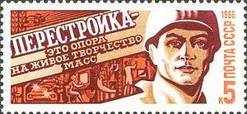 ПЕРЕСТРОЙКА-
ЭТО ОПОРА
НА ЖИВОЕ ТВОРЧЕСТВО
МАСС
1988
ПОЧТА СССР
5 К